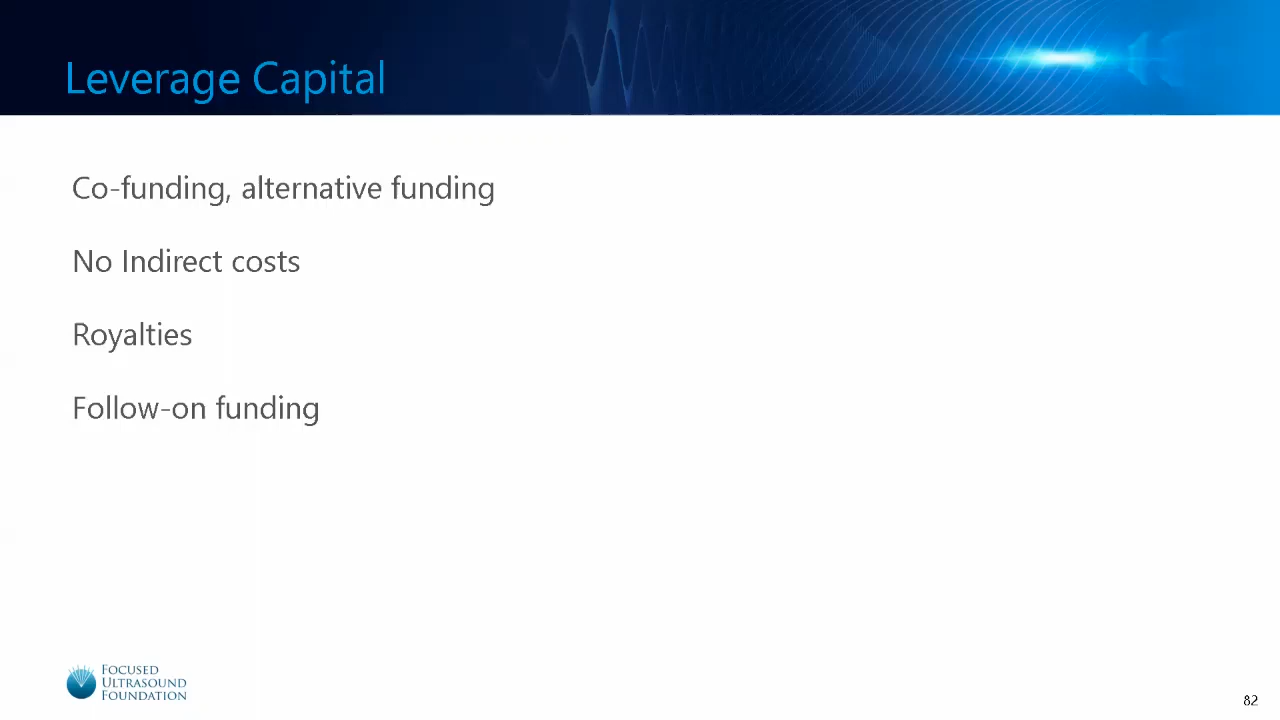 Leverage Capital
Co-funding, alternative funding
No Indirect costs
Royalties
Follow-on funding
FOCUSED
ULTRASOUND
FOUNDATION
82